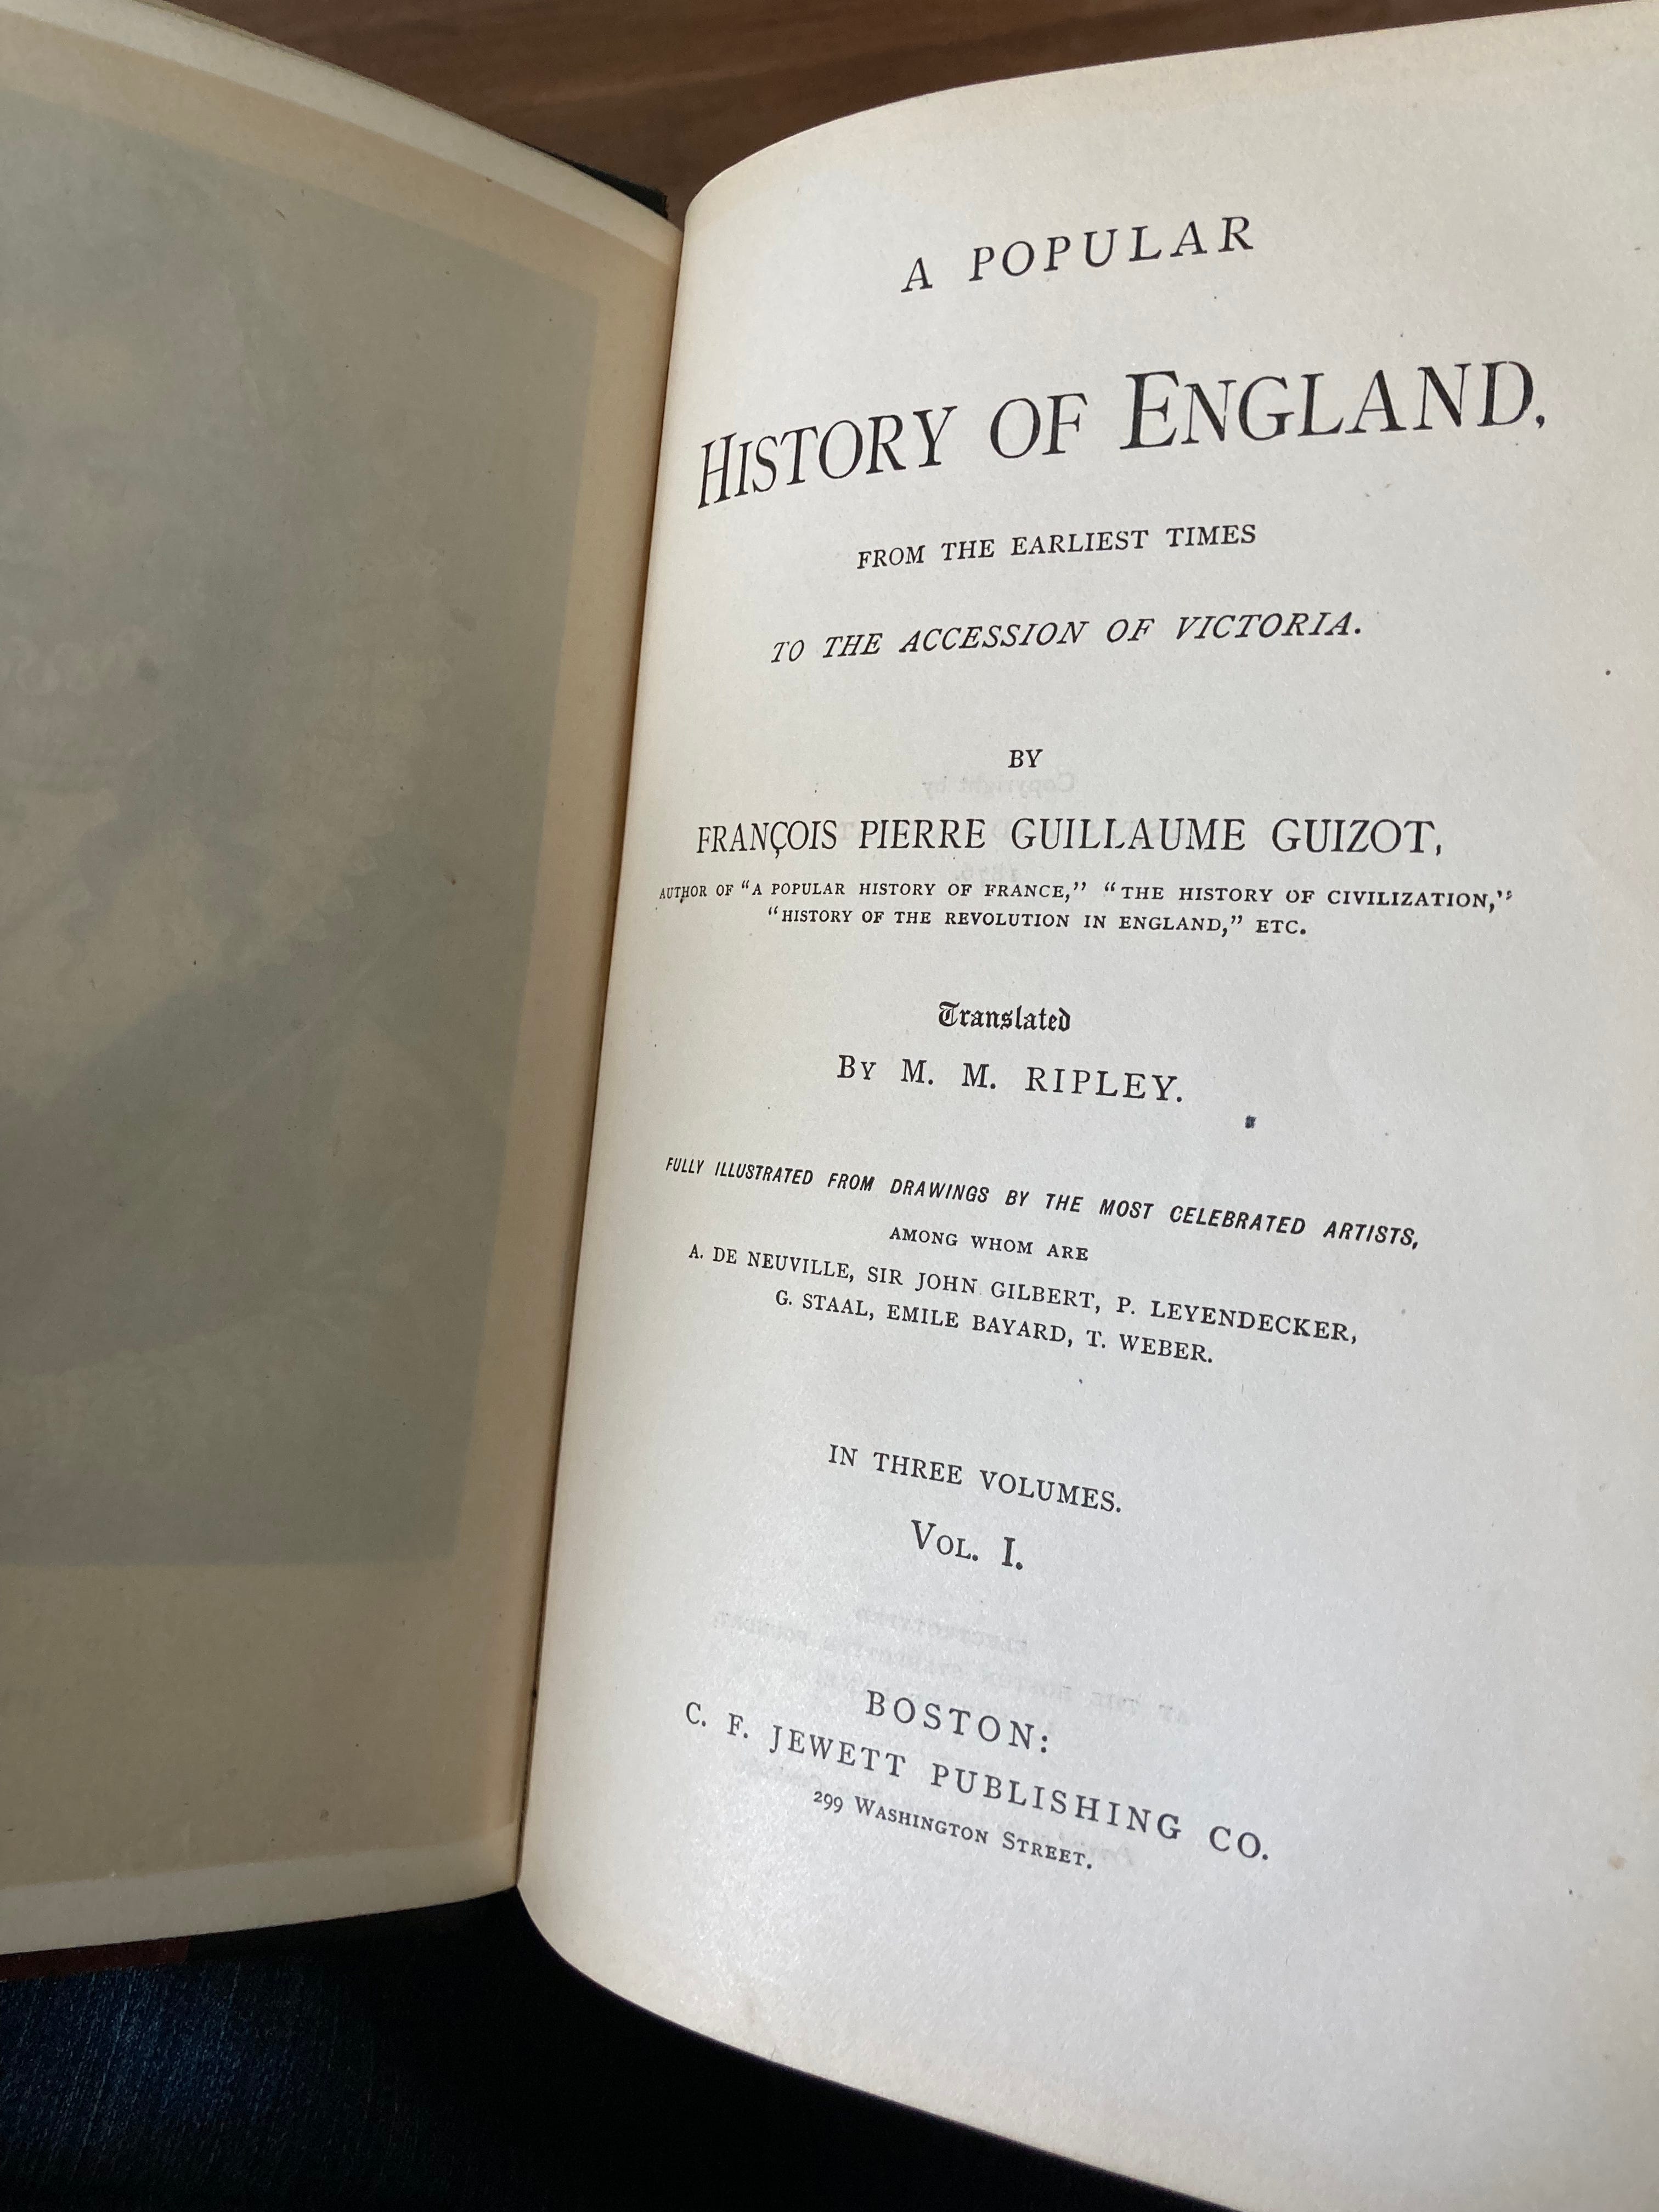 A POPULAR
HISTORY OF ENGLAND,
FROM THE EARLIEST TIMES
TO THE ACCESSION OF VICTORIA.
BY
FRANÇOIS PIERRE GUILLAUME GUIZOT,
AUTHOR OF “A POPULAR HISTORY OF FRANCE,” “THE HISTORY OF CIVILIZATION,”
“HISTORY OF THE REVOLUTION IN ENGLAND,” ETC.
Translated
BY M. M. RIPLEY.
FULLY ILLUSTRATED FROM DRAWINGS BY THE MOST CELEBRATED ARTISTS,
AMONG WHOM ARE
A. DE NEUVILLE, SIR JOHN GILBERT, P. LEYENDECKER,
G. STAAL, EMILE BAYARD, T. WEBER.
IN THREE VOLUMES.
VOL. I.
BOSTON:
C. F. JEWETT PUBLISHING CO.
299 WASHINGTON STREET.